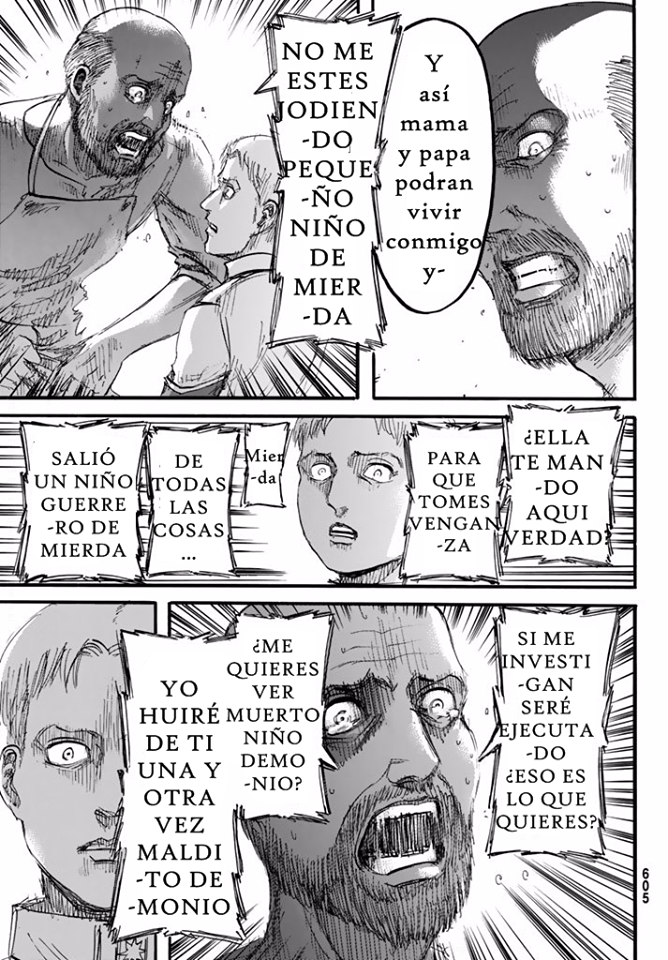 Y
así
mama
y papa
podran
vivir
conmigo
y-
NO ME
ESTES
JODIEN
-DO
PEQUE-
-ÑO
NIÑO
DE
MIER
-DA
¿ELLA
TE MAN
-DO
AQUI
VERDAD?
PARA
QUE
TOMES
VENGAN
-ZA
Mier
-da
DE
TODAS
LAS
COSAS
...
SALIÓ
UN NIÑO
GUERRE
-RO DE
MIERDA
SI ME
INVESTI
-GAN
SERÉ
EJECUTA
-DO
¿ESO ES
LO QUE
QUIERES?
¿ME
QUIERES
VER
MUERTO
NIÑO
DEMO
-NIO?
YO
HUIRÉ
DE TI
UNA Y
OTRA
VEZ
MALDI
-TO DE
-MONIO
605